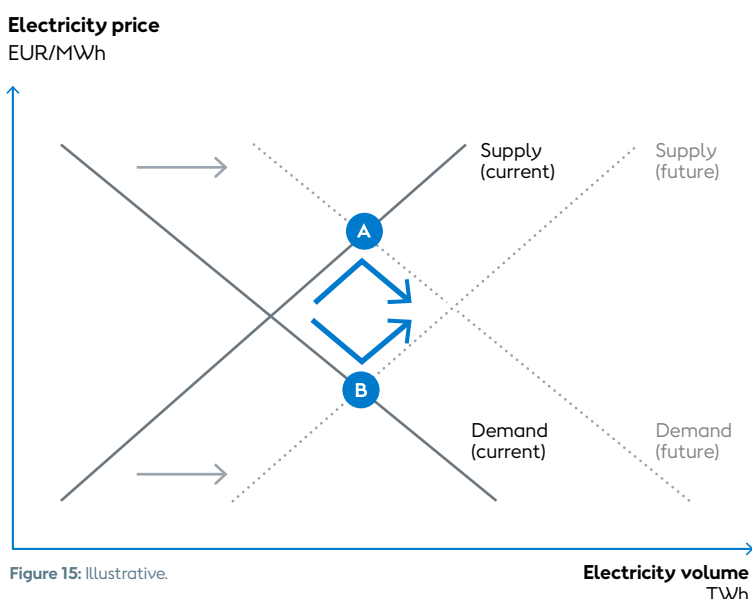 Electricity price
EUR/MWh
Supply
(current)
Supply
(future)
A
B
Demand
(current)
Demand
(future)
Figure 15: Illustrative.
Electricity volume
TWh